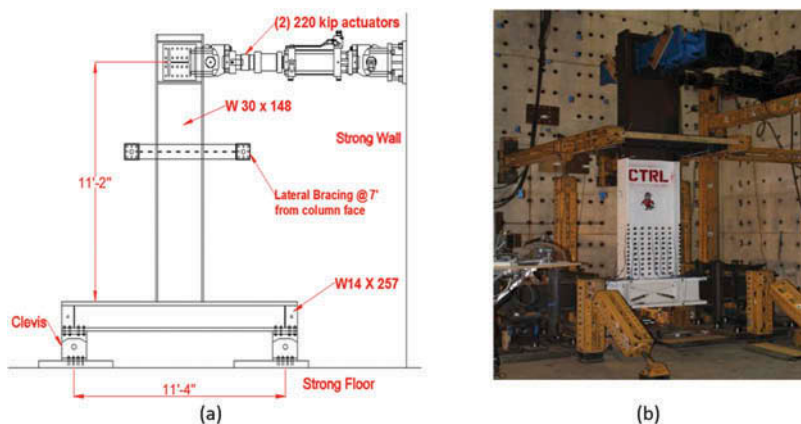 (2) 220 kip actuators
W 30 x 148
Strong Wall
11'-2"
Lateral Bracing @ 7'
from column face
W14 X 257
Clevis
11'-4"
Strong Floor
(a)
CTRL
(b)